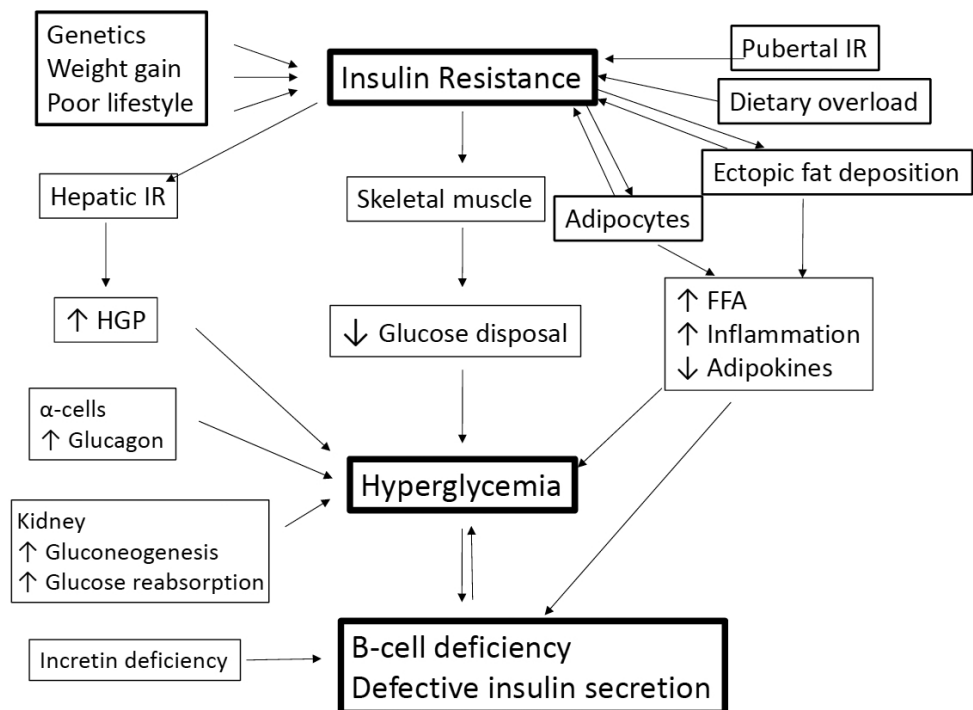 Genetics
Weight gain
Poor lifestyle
Insulin Resistance
Pubertal IR
Dietary overload
Ectopic fat deposition
Hepatic IR
Skeletal muscle
Adipocytes
↑ HGP
↓ Glucose disposal
↑ FFA
↑ Inflammation
↓ Adipokines
α-cells
↑ Glucagon
Hyperglycemia
Kidney
↑ Gluconeogenesis
↑ Glucose reabsorption
Incretin deficiency
B-cell deficiency
Defective insulin secretion